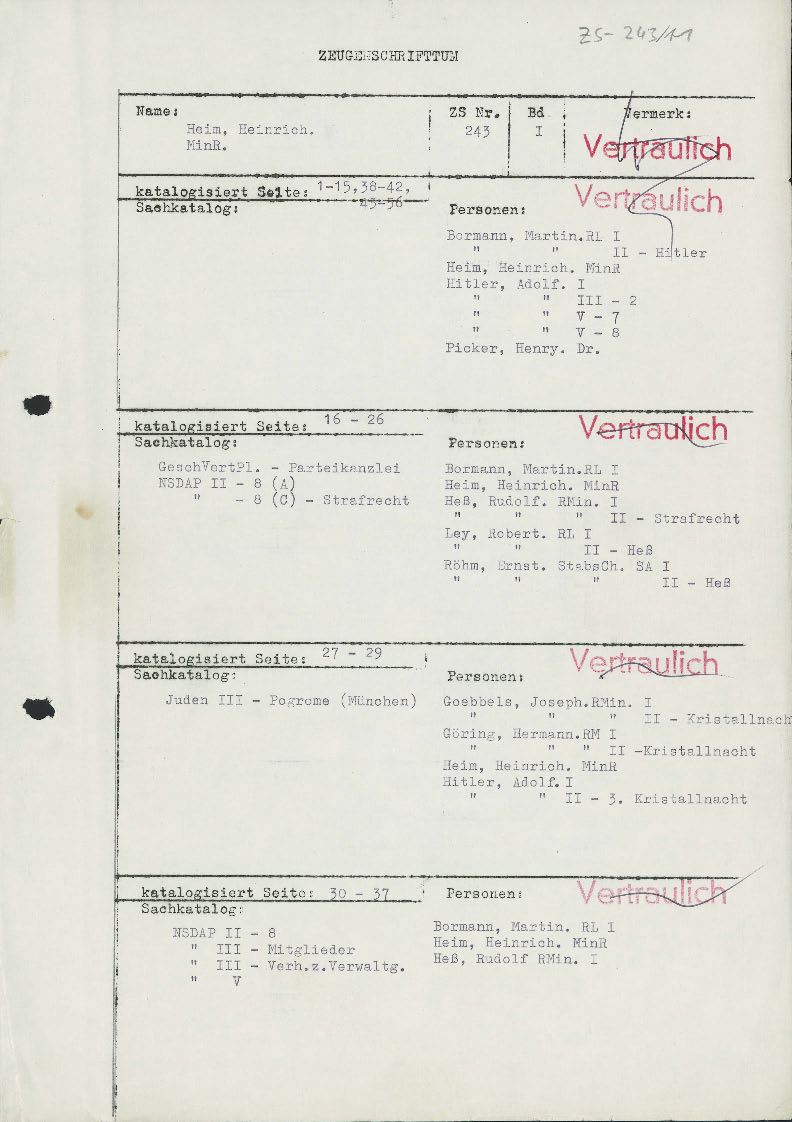 ZS-243/11
ZEUGENSCHRIFTTUM
Name: ZS Nr. Bd. Vermerk:
Heim, Heinrich. 243 I
MinR. Vertraulich
katalogisiert Seite: 1-15,38-42, Vertraulich
43-56
Sachkatalog: Personen:
Bormann, Martin.RL I
" " II - Hitler
Heim, Heinrich. MinR
Hitler, Adolf. I
" " III - 2
" " V - 7
" " V - 8
Picker, Henry. Dr.
katalogisiert Seite: 16 - 26 Vertraulich
Sachkatalog: Personen:
GeschVertPl. - Parteikanzlei Bormann, Martin.RL I
NSDAP II - 8 (A) Heim, Heinrich. MinR
" - 8 (C) - Strafrecht Heß, Rudolf. RMin. I
" " " II - Strafrecht
Ley, Robert. RL I
" " II - Heß
Röhm, Ernst. StabsCh. SA I
" " " II - Heß
katalogisiert Seite: 27 - 29 Vertraulich
Sachkatalog: Personen:
Juden III - Pogrome (München) Goebbels, Joseph.RMin. I
" " " II - Kristallnach
Göring, Hermann.RM I
" " " II -Kristallnacht
Heim, Heinrich. MinR
Hitler, Adolf. I
" " II - 3. Kristallnacht
katalogisiert Seite: 30 - 37 Personen: Vertraulich
Sachkatalog:
NSDAP II - 8 Bormann, Martin. RL I
" III - Mitglieder Heim, Heinrich. MinR
" III - Verh.z.Verwaltg. Heß, Rudolf RMin. I
" V